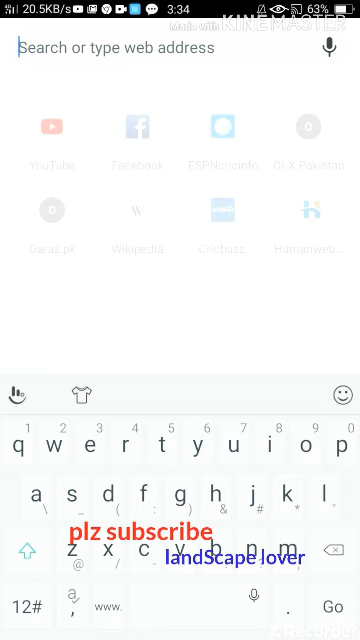 20.5K/s 3:34 63%
Made with
KINEMASTER
Search or type web address
YouTube Facebook ESPNcricinfo OLX Pakistan
Daraz.pk Wikipedia Cricbuzz Hamariweb...
1 2 3 4 5 6 7 8 9 0
q w e r t y u i o p
a s d f g h j k l
\ _ ( : ) & # * "
plz subscribe
z x c v b n m
landScape lover
@ / - . : ; ?
12# , www. . Go
Recorder